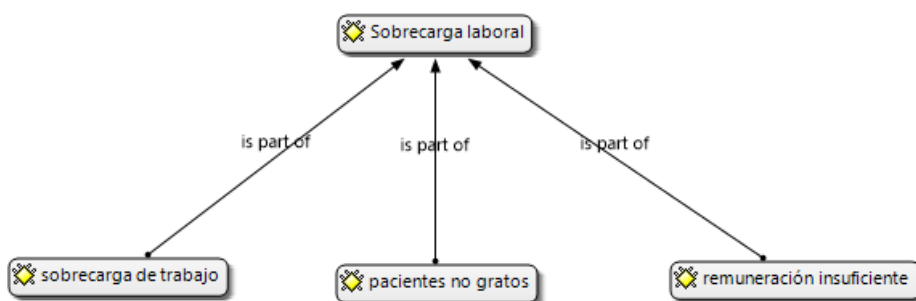 Sobrecarga laboral
is part of
is part of
is part of
sobrecarga de trabajo
pacientes no gratos
remuneración insuficiente